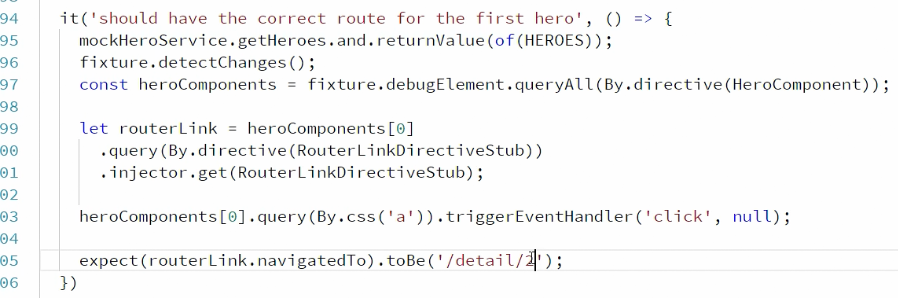 94 it('should have the correct route for the first hero', () => {
95 mockHeroService.getHeroes.and.returnValue(of(HEROES));
96 fixture.detectChanges();
97 const heroComponents = fixture.debugElement.queryAll(By.directive(HeroComponent));
98
99 let routerLink = heroComponents[0]
00 .query(By.directive(RouterLinkDirectiveStub))
01 .injector.get(RouterLinkDirectiveStub);
02
03 heroComponents[0].query(By.css('a')).triggerEventHandler('click', null);
04
05 expect(routerLink.navigatedTo).toBe('/detail/2');
06 })